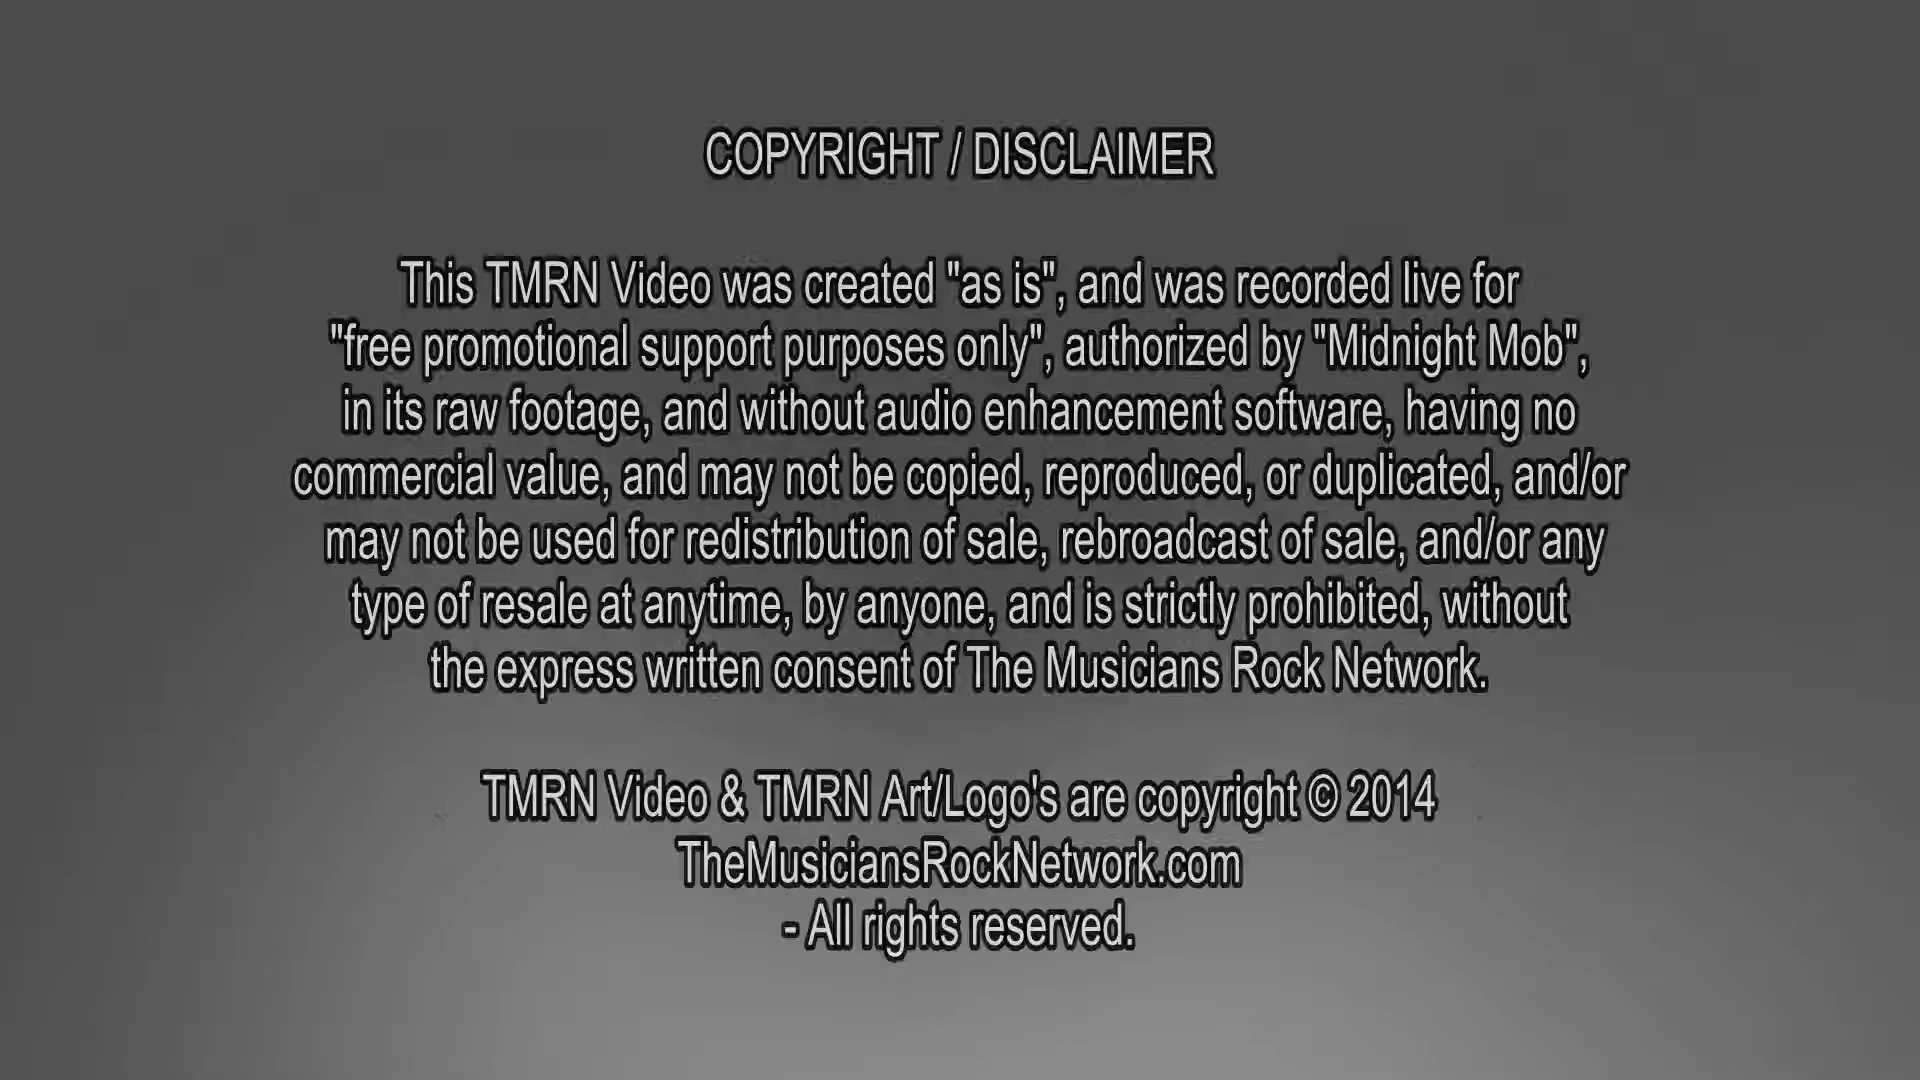 COPYRIGHT / DISCLAIMER
This TMRN Video was created "as is", and was recorded live for
"free promotional support purposes only", authorized by "Midnight Mob",
in its raw footage, and without audio enhancement software, having no
commercial value, and may not be copied, reproduced, or duplicated, and/or
may not be used for redistribution of sale, rebroadcast of sale, and/or any
type of resale at anytime, by anyone, and is strictly prohibited, without
the express written consent of The Musicians Rock Network.
TMRN Video & TMRN Art/Logo's are copyright © 2014
TheMusiciansRockNetwork.com
- All rights reserved.